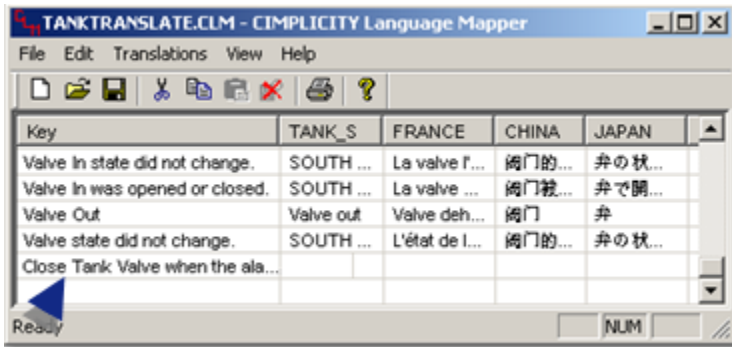 TANKTRANSLATE.CLM - CIMPLICITY Language Mapper
File Edit Translations View Help
Key TANK_S FRANCE CHINA JAPAN
Valve In state did not change. SOUTH ... La valve l'... 阀门的... 弁の状...
Valve In was opened or closed. SOUTH ... La valve ... 阀门被... 弁で開...
Valve Out Valve out Valve deh... 阀门 弁
Valve state did not change. SOUTH ... L'état de l... 阀门的... 弁の状...
Close Tank Valve when the ala...
Ready NUM